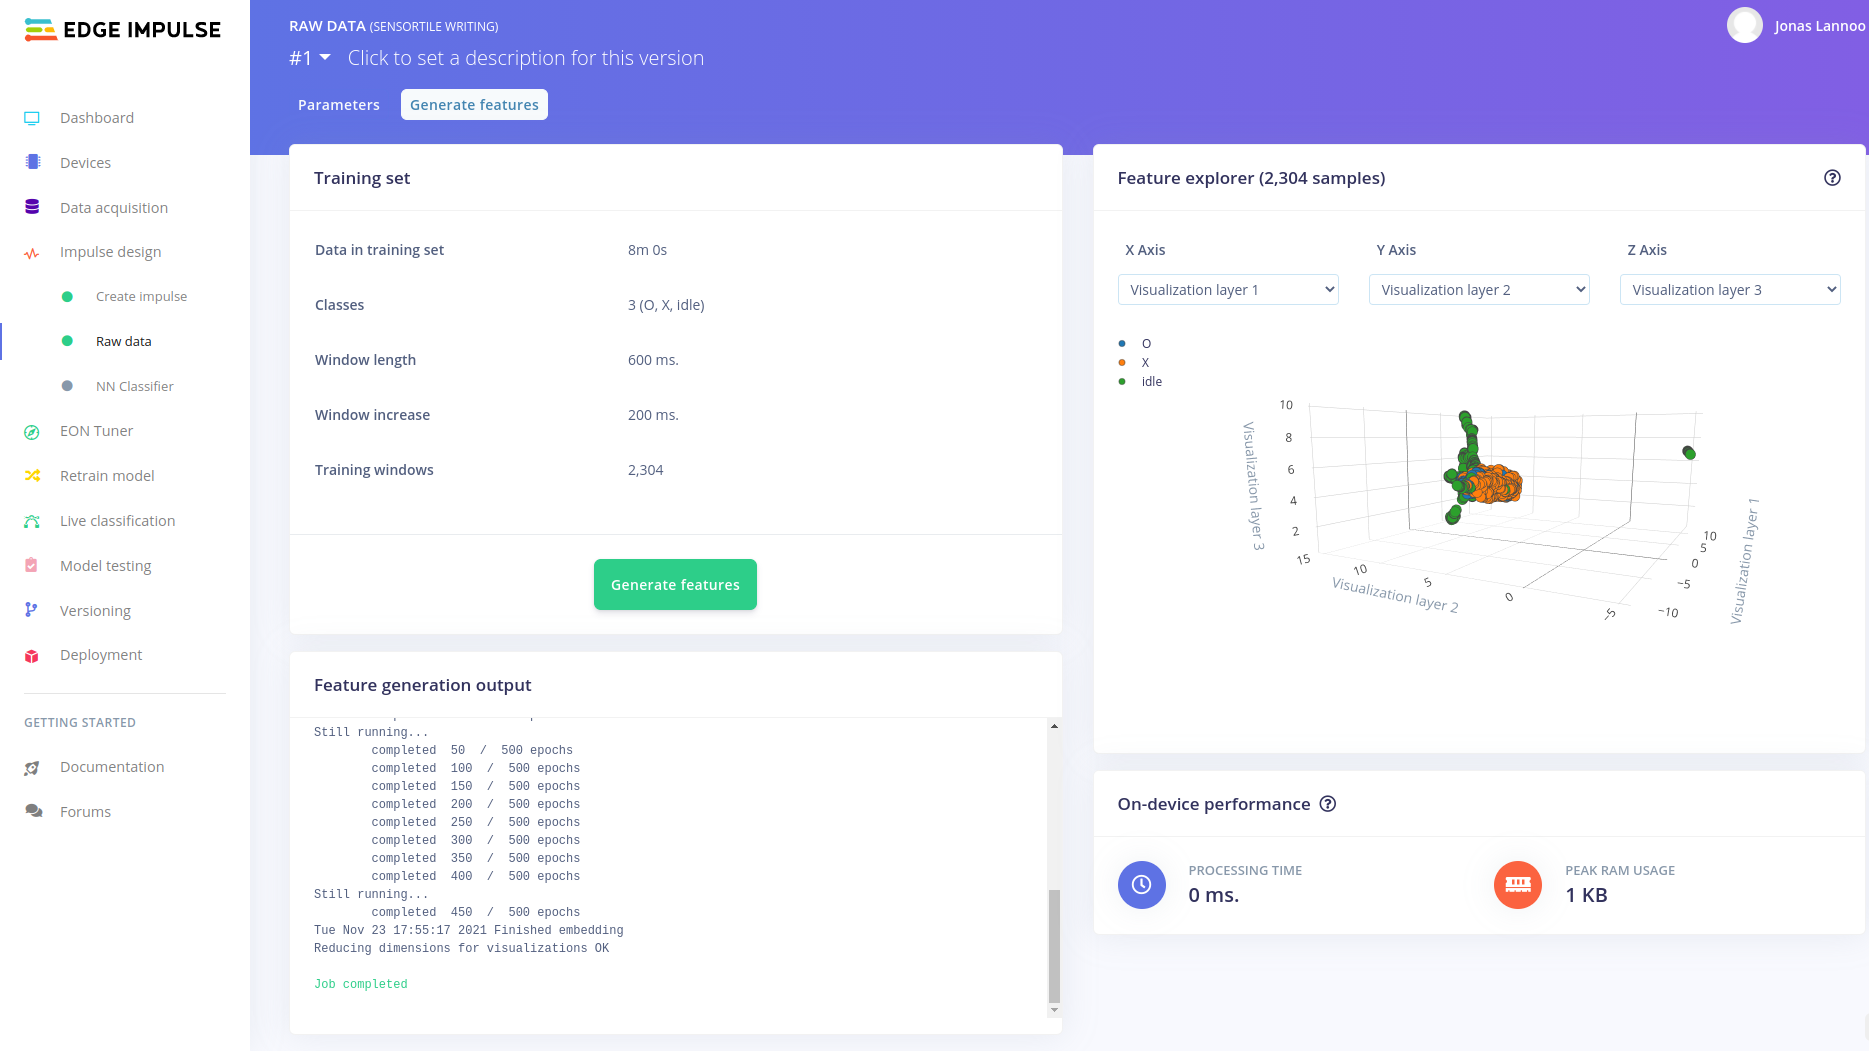 EDGE IMPULSE
Dashboard
Devices
Data acquisition
Impulse design
Create impulse
Raw data
NN Classifier
EON Tuner
Retrain model
Live classification
Model testing
Versioning
Deployment
GETTING STARTED
Documentation
Forums
RAW DATA (SENSORTILE WRITING)
#1 Click to set a description for this version
Parameters Generate features
Jonas Lannoo
Training set
Data in training set 8m 0s
Classes 3 (O, X, idle)
Window length 600 ms.
Window increase 200 ms.
Training windows 2,304
Generate features
Feature generation output
Still running...
completed 50 / 500 epochs
completed 100 / 500 epochs
completed 150 / 500 epochs
completed 200 / 500 epochs
completed 250 / 500 epochs
completed 300 / 500 epochs
completed 350 / 500 epochs
completed 400 / 500 epochs
Still running...
completed 450 / 500 epochs
Tue Nov 23 17:55:17 2021 Finished embedding
Reducing dimensions for visualizations OK
Job completed
Feature explorer (2,304 samples)
X Axis Y Axis Z Axis
Visualization layer 1 Visualization layer 2 Visualization layer 3
O
X
idle
10
8
6
4
2
Visualization layer 3
15
10
5
0
−5
Visualization layer 2
10
5
0
−5
−10
Visualization layer 1
On-device performance
PROCESSING TIME
0 ms.
PEAK RAM USAGE
1 KB